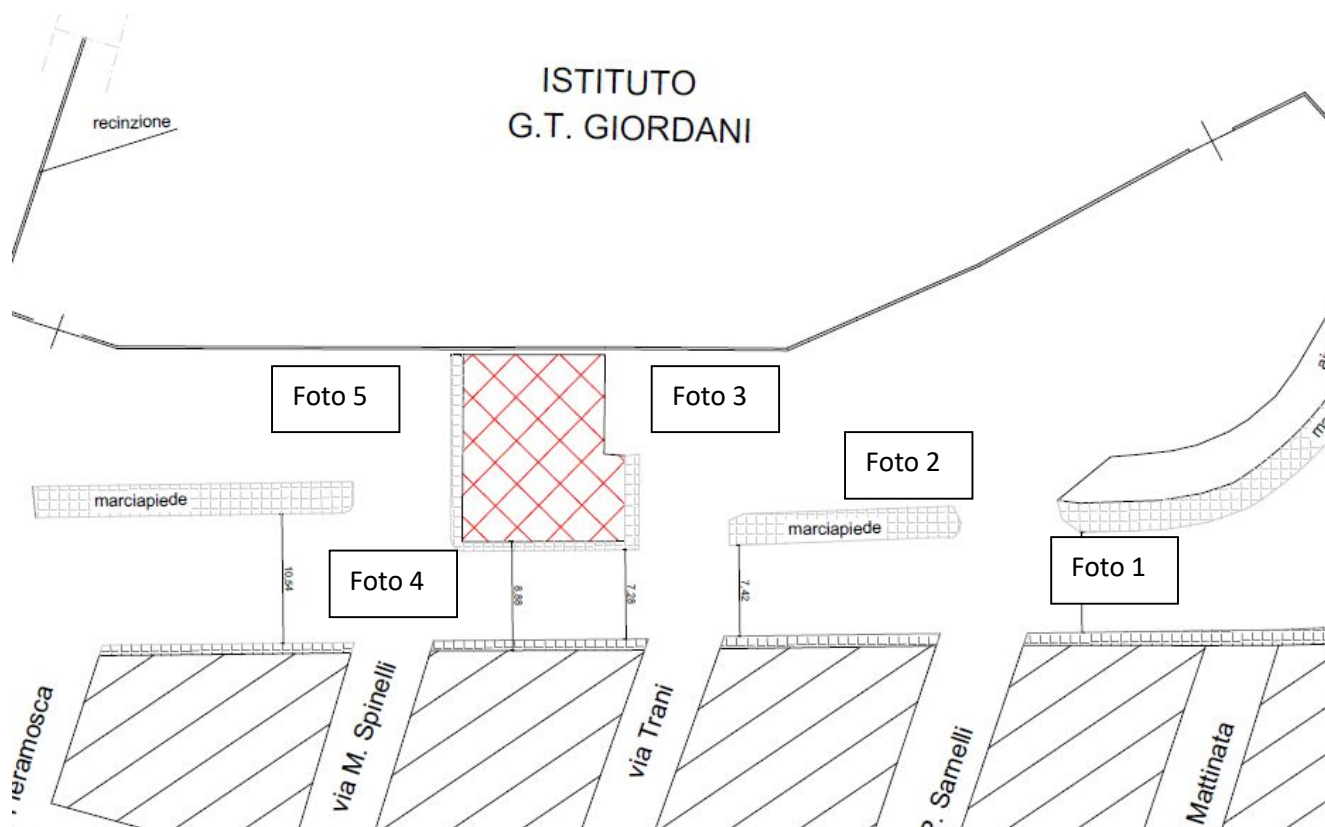 ISTITUTO
G.T. GIORDANI
recinzione
Foto 5
Foto 3
Foto 2
marciapiede
marciapiede
Foto 1
Foto 4
10,54
8,88
7,28
7,42
via M. Spinelli
via Trani
Samelli
Mattinata